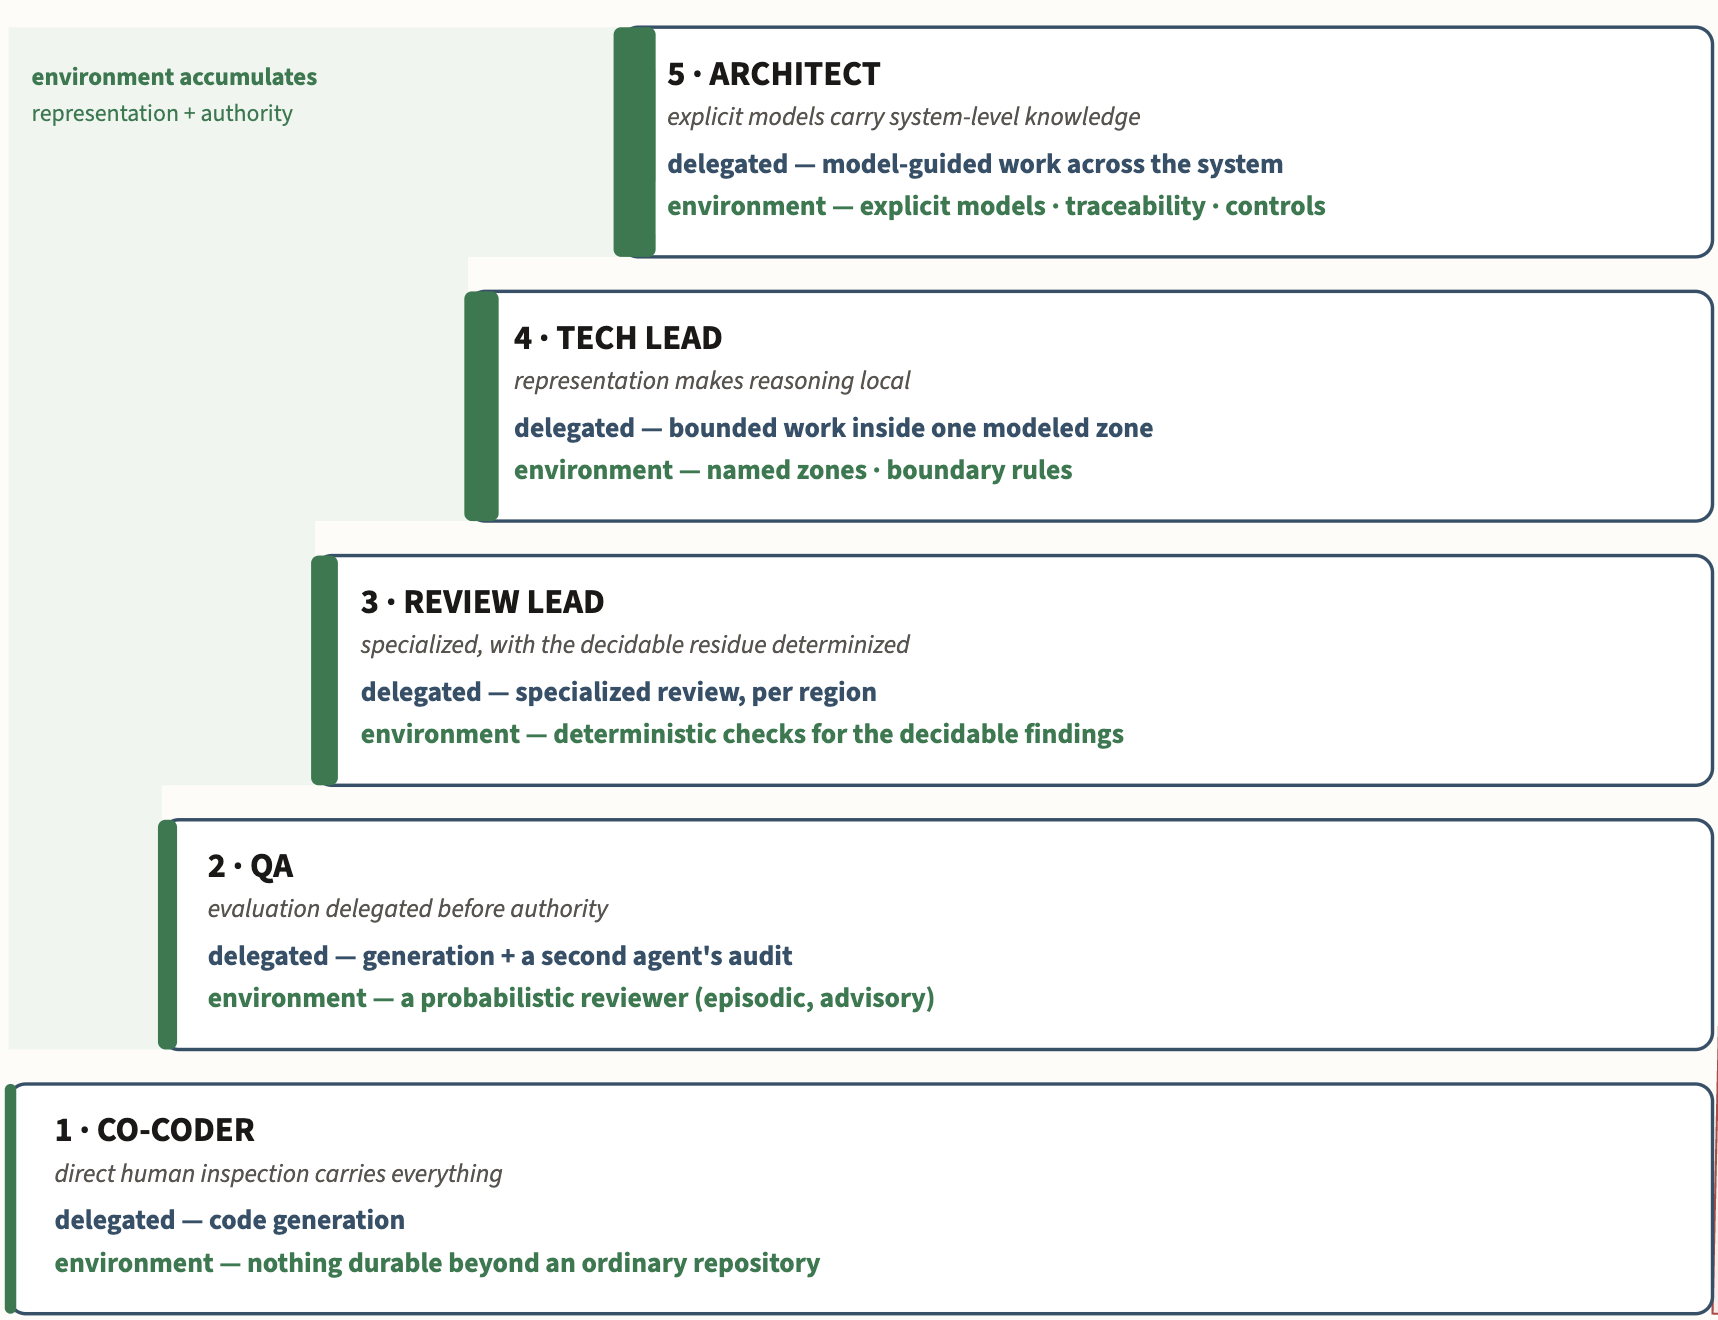 environment accumulates
representation + authority
5 · ARCHITECT
explicit models carry system-level knowledge
delegated — model-guided work across the system
environment — explicit models · traceability · controls
4 · TECH LEAD
representation makes reasoning local
delegated — bounded work inside one modeled zone
environment — named zones · boundary rules
3 · REVIEW LEAD
specialized, with the decidable residue determinized
delegated — specialized review, per region
environment — deterministic checks for the decidable findings
2 · QA
evaluation delegated before authority
delegated — generation + a second agent's audit
environment — a probabilistic reviewer (episodic, advisory)
1 · CO-CODER
direct human inspection carries everything
delegated — code generation
environment — nothing durable beyond an ordinary repository